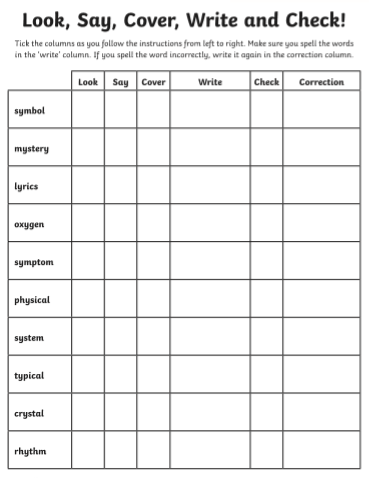 Look, Say, Cover, Write and Check!
Tick the columns as you follow the instructions from left to right. Make sure you spell the words
in the 'write' column. If you spell the word incorrectly, write it again in the correction column.
Look Say Cover Write Check Correction
symbol
mystery
lyrics
oxygen
symptom
physical
system
typical
crystal
rhythm